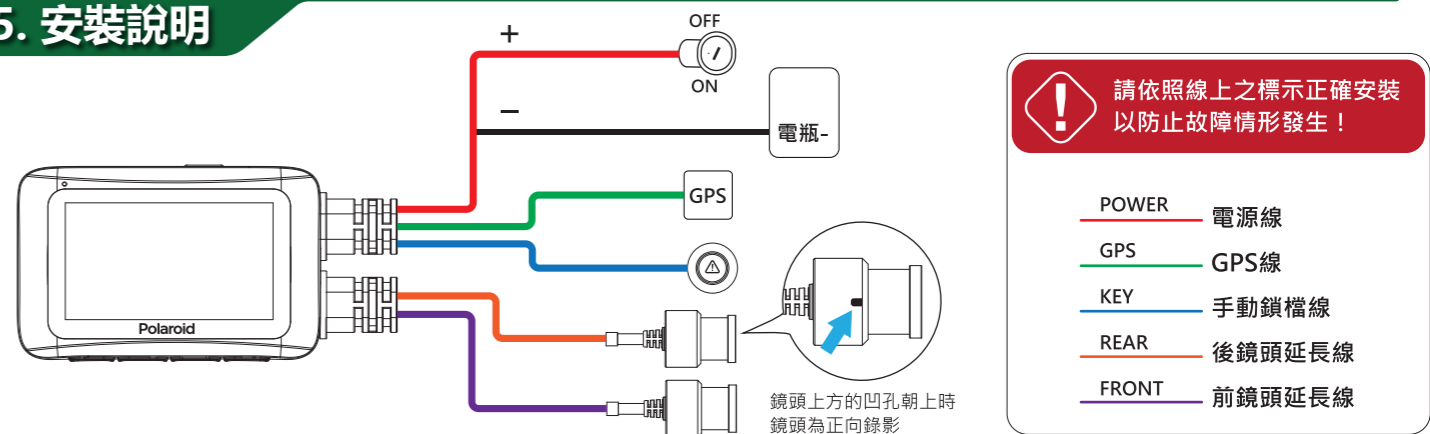 5. 安裝說明
+
OFF
ON
−
電瓶-
GPS
Polaroid
鏡頭上方的凹孔朝上時
鏡頭為正向錄影
請依照線上之標示正確安裝
以防止故障情形發生！
POWER 電源線
GPS GPS線
KEY 手動鎖檔線
REAR 後鏡頭延長線
FRONT 前鏡頭延長線